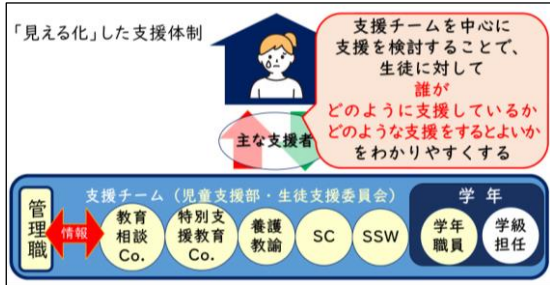 「見える化」した支援体制
支援チームを中心に
支援を検討することで、
生徒に対して
誰が
どのように支援しているか
どのような支援をするとよいか
をわかりやすくする
主な支援者
支援チーム（児童支援部・生徒支援委員会）
学 年
管理職
情報
教育
相談
Co.
特別支
援教育
Co.
養護
教諭
SC
SSW
学年
職員
学級
担任